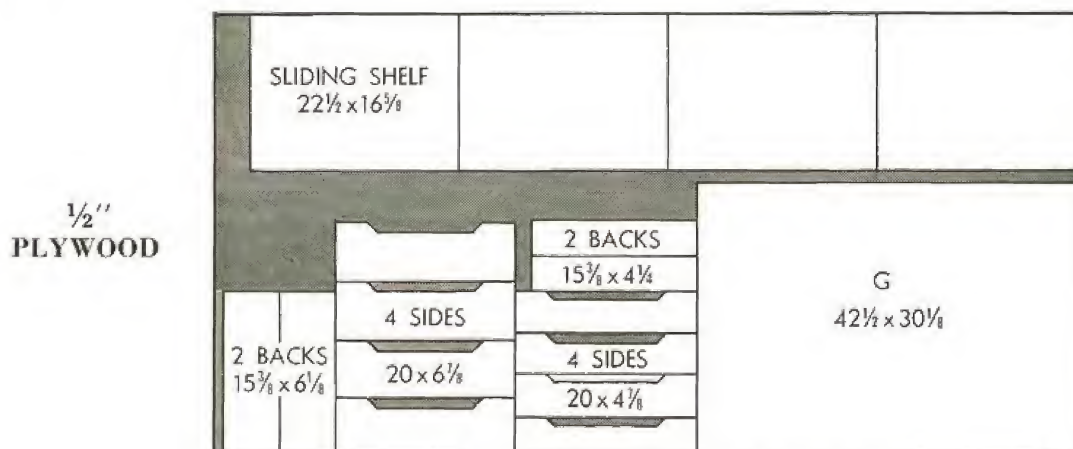 ½″
PLYWOOD
SLIDING SHELF
22½ x 16⅝
2 BACKS
15⅜ x 6⅛
4 SIDES
20 x 6⅞
2 BACKS
15⅜ x 4¼
4 SIDES
20 x 4⅞
G
42½ x 30⅛